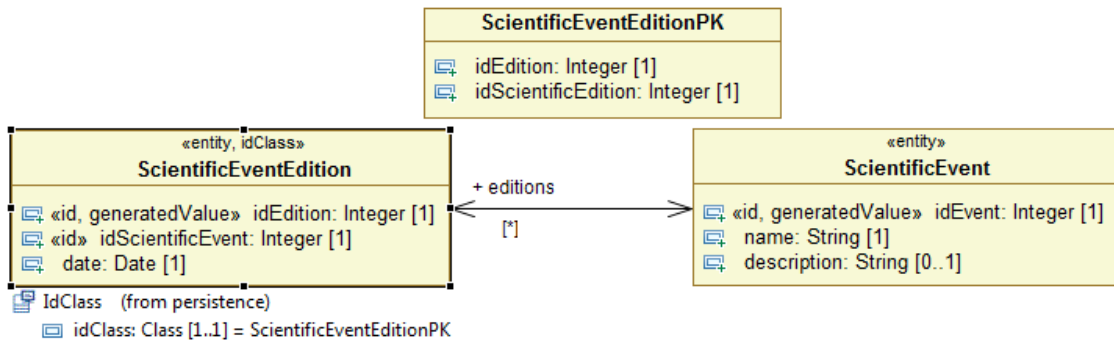 ScientificEventEditionPK
idEdition: Integer [1]
idScientificEdition: Integer [1]
«entity, idClass»
ScientificEventEdition
«id, generatedValue» idEdition: Integer [1]
«id» idScientificEvent: Integer [1]
date: Date [1]
+ editions
[*]
«entity»
ScientificEvent
«id, generatedValue» idEvent: Integer [1]
name: String [1]
description: String [0..1]
IdClass (from persistence)
idClass: Class [1..1] = ScientificEventEditionPK